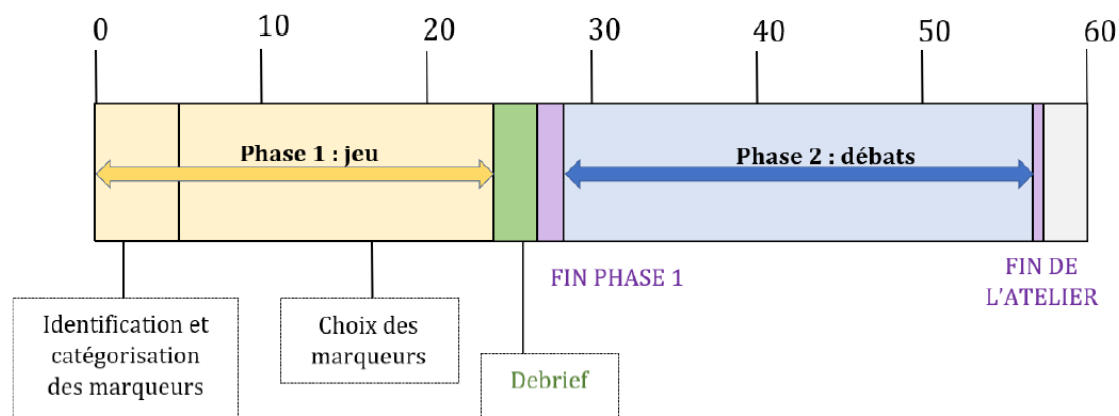 0 10 20 30 40 50 60
Phase 1 : jeu
Phase 2 : débats
FIN PHASE 1
FIN DE
L’ATELIER
Identification et
catégorisation
des marqueurs
Choix des
marqueurs
Debrief